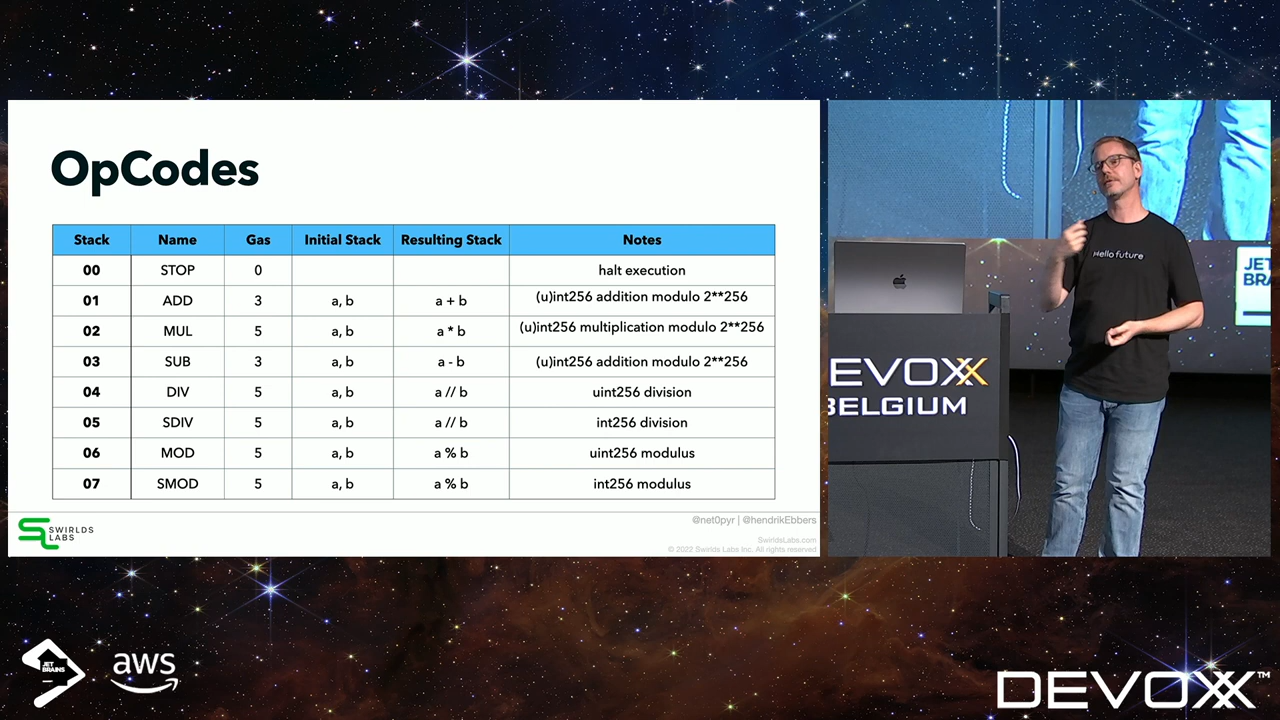 OpCodes
Stack Name Gas Initial Stack Resulting Stack Notes
00 STOP 0 halt execution
01 ADD 3 a, b a + b (u)int256 addition modulo 2**256
02 MUL 5 a, b a * b (u)int256 multiplication modulo 2**256
03 SUB 3 a, b a - b (u)int256 addition modulo 2**256
04 DIV 5 a, b a // b uint256 division
05 SDIV 5 a, b a // b int256 division
06 MOD 5 a, b a % b uint256 modulus
07 SMOD 5 a, b a % b int256 modulus
SWIRLDS
LABS
@net0pyr | @hendrikEbbers
SwirldsLabs.com
© 2022 Swirlds Labs Inc. All rights reserved
Hello future
JET
BRA
DEVOXX
BELGIUM
JET
BRAINS
aws
DEVOXX™